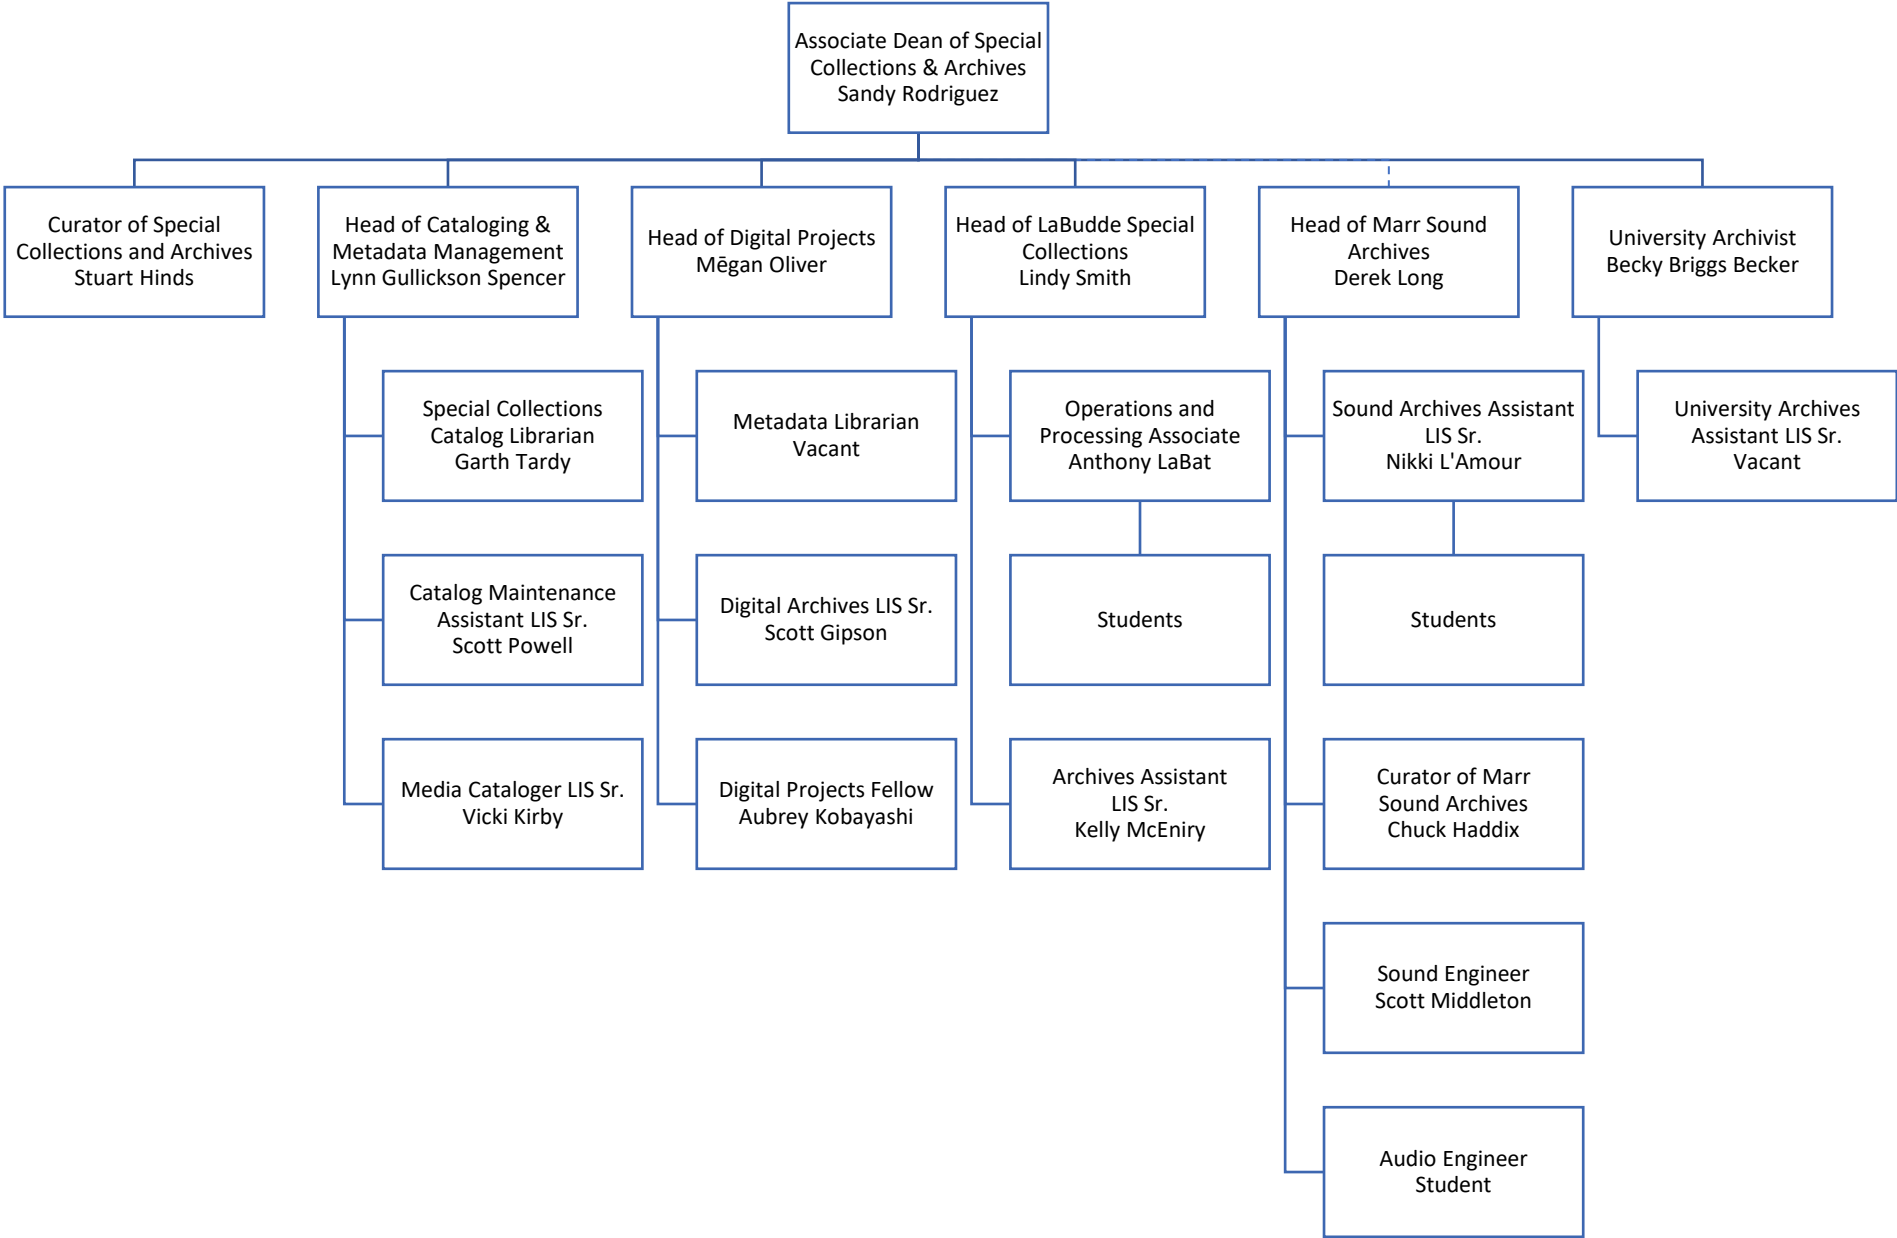 Associate Dean of Special
Collections & Archives
Sandy Rodriguez
Curator of Special
Collections and Archives
Stuart Hinds
Head of Cataloging &
Metadata Management
Lynn Gullickson Spencer
Head of Digital Projects
Mēgan Oliver
Head of LaBudde Special
Collections
Lindy Smith
Head of Marr Sound
Archives
Derek Long
University Archivist
Becky Briggs Becker
Special Collections
Catalog Librarian
Garth Tardy
Metadata Librarian
Vacant
Operations and
Processing Associate
Anthony LaBat
Sound Archives Assistant
LIS Sr.
Nikki L'Amour
University Archives
Assistant LIS Sr.
Vacant
Catalog Maintenance
Assistant LIS Sr.
Scott Powell
Digital Archives LIS Sr.
Scott Gipson
Students
Students
Media Cataloger LIS Sr.
Vicki Kirby
Digital Projects Fellow
Aubrey Kobayashi
Archives Assistant
LIS Sr.
Kelly McEniry
Curator of Marr
Sound Archives
Chuck Haddix
Sound Engineer
Scott Middleton
Audio Engineer
Student